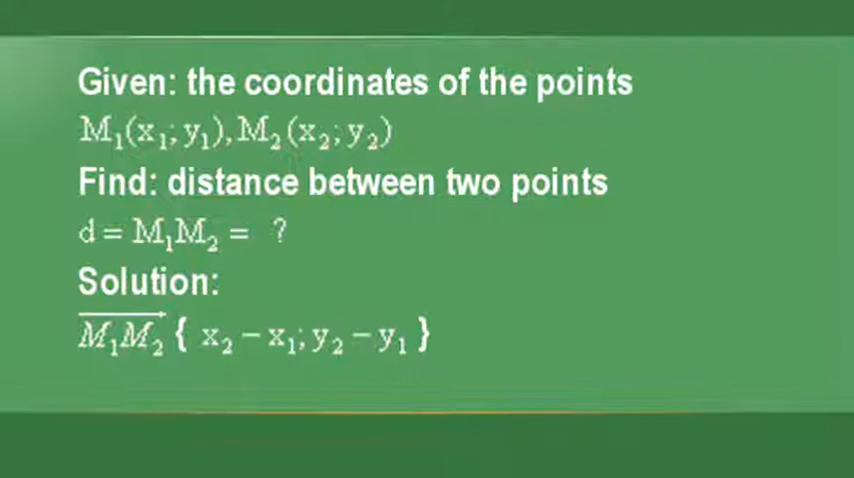 Given: the coordinates of the points
M₁(x₁; y₁), M₂(x₂; y₂)
Find: distance between two points
d = M₁M₂ = ?
Solution:
M₁M₂ { x₂ − x₁; y₂ − y₁ }